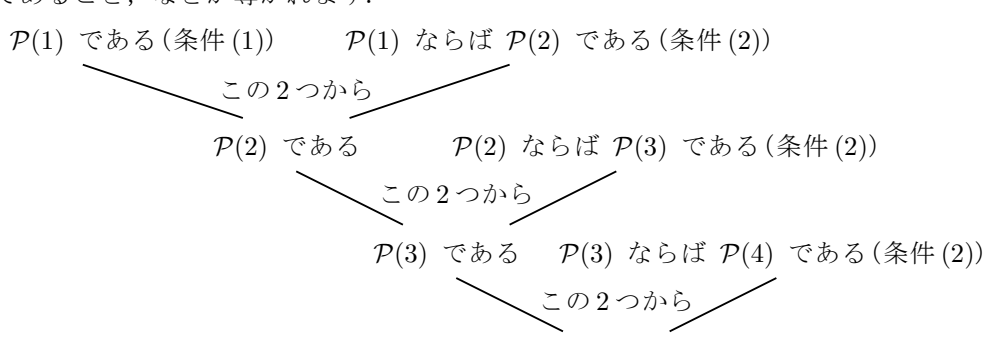 であること, などが導かれます.
𝒫(1) である(条件(1)) 𝒫(1) ならば 𝒫(2) である(条件(2))
この2つから
𝒫(2) である 𝒫(2) ならば 𝒫(3) である(条件(2))
この2つから
𝒫(3) である 𝒫(3) ならば 𝒫(4) である(条件(2))
この2つから